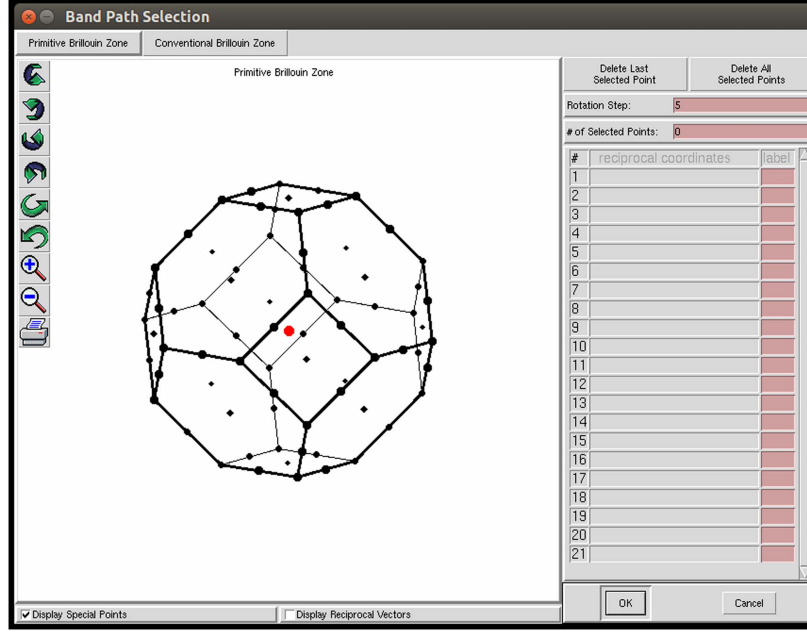 Band Path Selection
Primitive Brillouin Zone
Conventional Brillouin Zone
Primitive Brillouin Zone
Delete Last
Selected Point
Delete All
Selected Points
Rotation Step:
5
# of Selected Points:
0
# reciprocal coordinates label
1
2
3
4
5
6
7
8
9
10
11
12
13
14
15
16
17
18
19
20
21
Display Special Points
Display Reciprocal Vectors
OK
Cancel